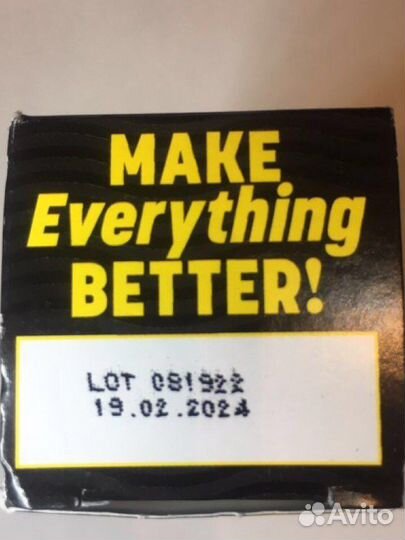 MAKE
Everything
BETTER!
LOT 081922
19.02.2024
Avito